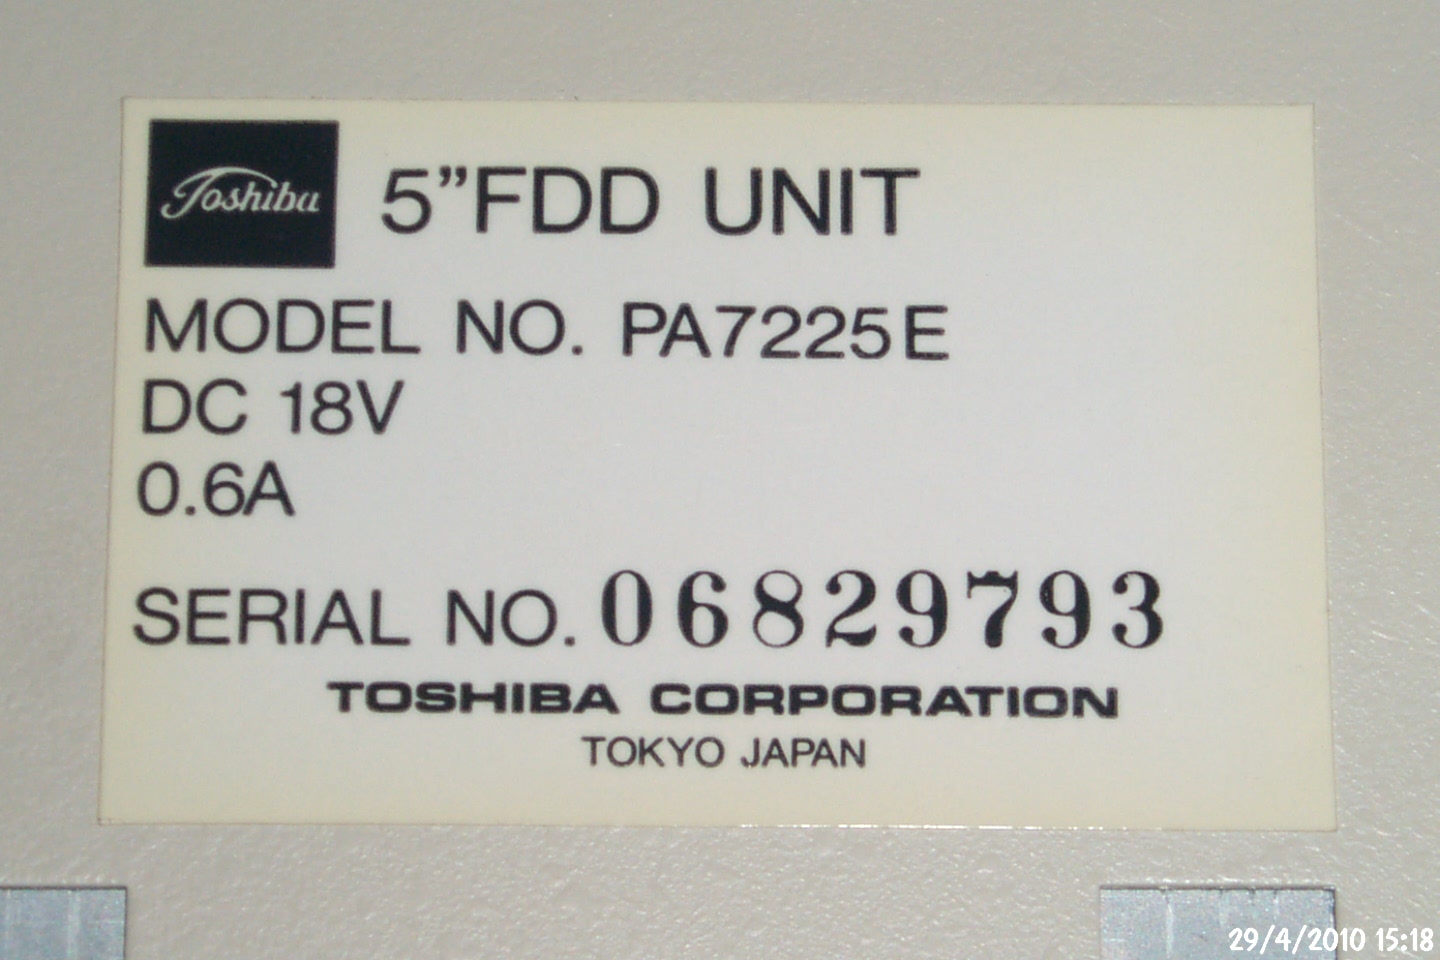 Toshiba
5”FDD UNIT
MODEL NO. PA7225E
DC 18V
0.6A
SERIAL NO. 06829793
TOSHIBA CORPORATION
TOKYO JAPAN
29/4/2010 15:18